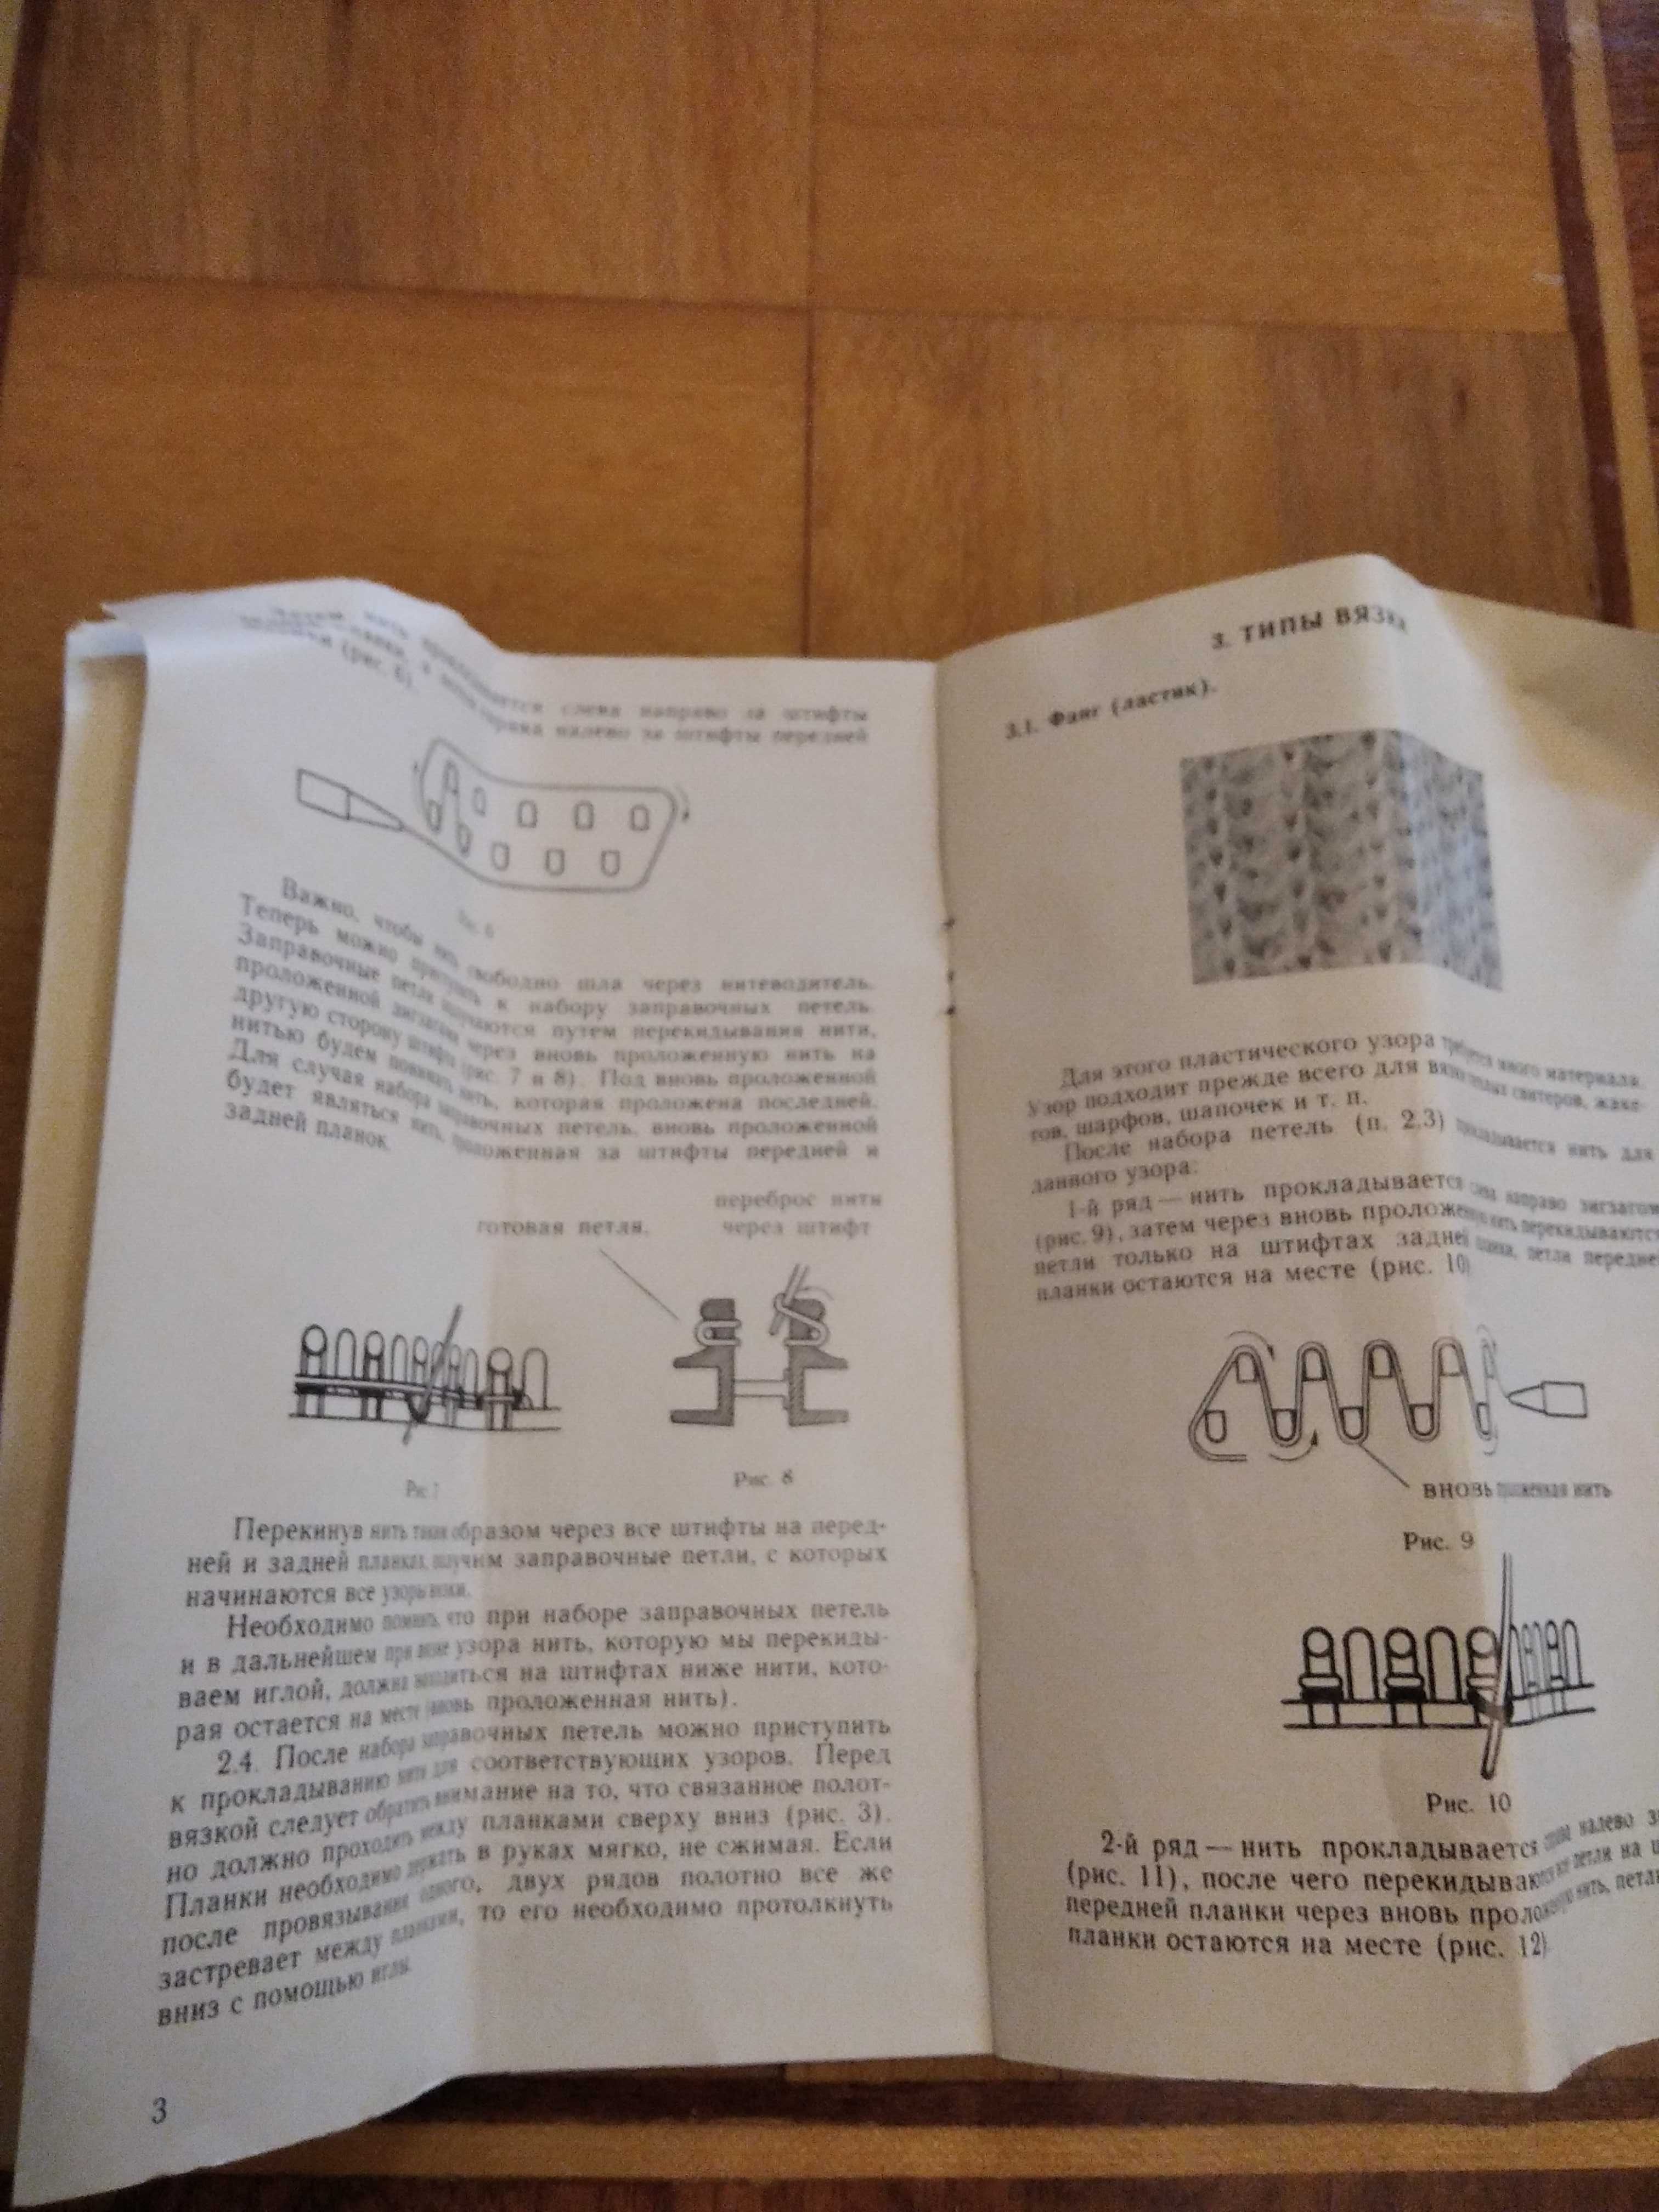 Затем, нить прокладывается слева направо за штифты
налево за штифты передней
(рис. 6).
Важно, чтобы нить свободно шла через нитеводитель.
Теперь можно приступить к набору заправочных петель.
Заправочные петли получаются путем перекидывания нити,
проложенной зигзагом через вновь проложенную нить на
другую сторону штифта (рис. 7 и 8). Под вновь проложенной
нитью будем понимать нить, которая проложена последней.
Для случая набора заправочных петель, вновь проложенной
будет являться нить, проложенная за штифты передней и
задней планок.
переброс нити
готовая петля. через штифт
Рис. 7
Рис. 8
Перекинув нить таким образом через все штифты на перед-
ней и задней планках, получим заправочные петли, с которых
начинаются все узоры вязки.
Необходимо помнить, что при наборе заправочных петель
и в дальнейшем при вязке узора нить, которую мы перекиды-
ваем иглой, должна находиться на штифтах ниже нити, кото-
рая остается на месте (вновь проложенная нить).
2.4. После набора заправочных петель можно приступить
к прокладыванию нити для соответствующих узоров. Перед
вязкой следует обратить внимание на то, что связанное полот-
но должно проходить между планками сверху вниз (рис. 3).
Планки необходимо держать в руках мягко, не сжимая. Если
после провязывания одного, двух рядов полотно все же
застревает между планками, то его необходимо протолкнуть
вниз с помощью иглы.
3
3. ТИПЫ ВЯЗК
3.1. Фанг (ластик).
Для этого пластического узора требуется много материала.
Узор подходит прежде всего для вязки свитеров, жаке-
тов, шарфов, шапочек и т. п.
После набора петель (п. 2.3) прокладывается нить для
данного узора:
1-й ряд — нить прокладывается слева направо зигзагом
(рис. 9), затем через вновь проложенную нить перекидываются
петли только на штифтах задней планки, петли передней
планки остаются на месте (рис. 10)
вновь проложенная нить
Рис. 9
Рис. 10
2-й ряд — нить прокладывается налево
(рис. 11), после чего перекидываются петли на
передней планки через вновь проложенную нить, петли
планки остаются на месте (рис. 12)